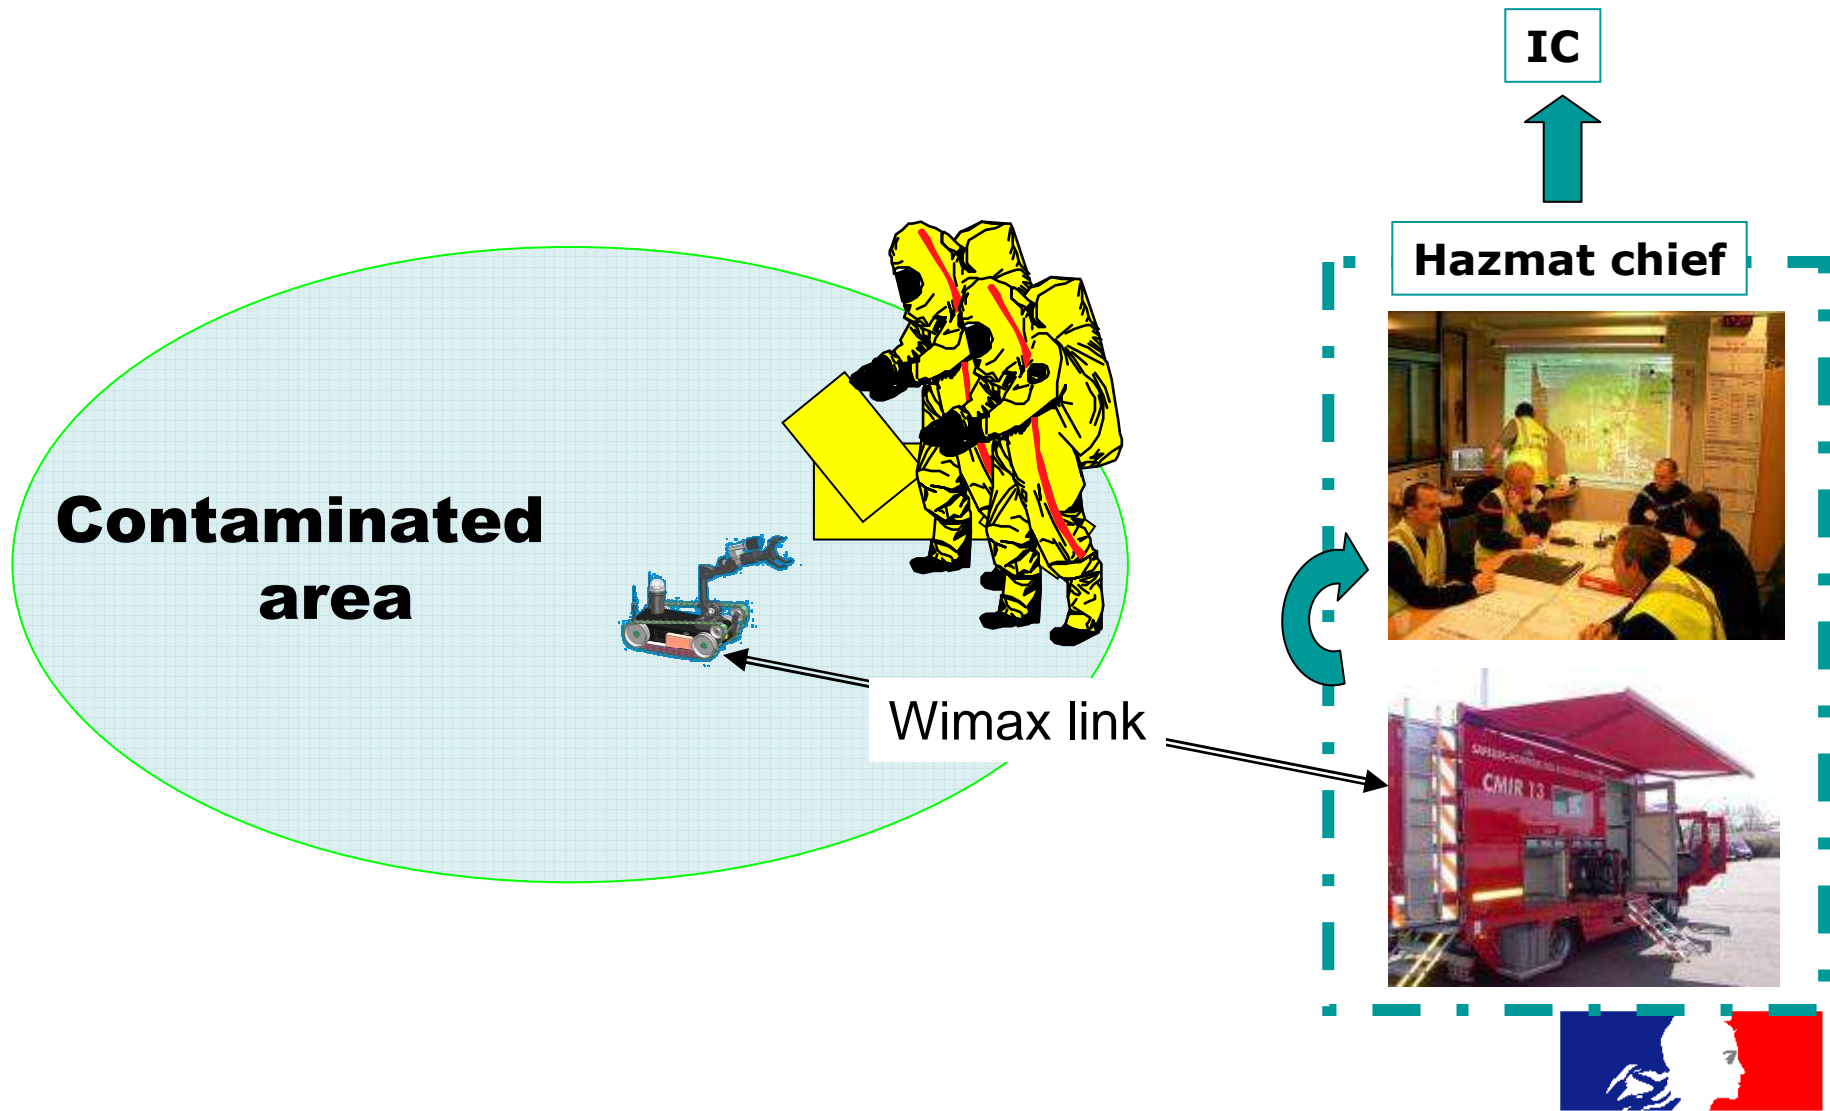 IC
Hazmat chief
Contaminated
area
Wimax link
CMIR 13